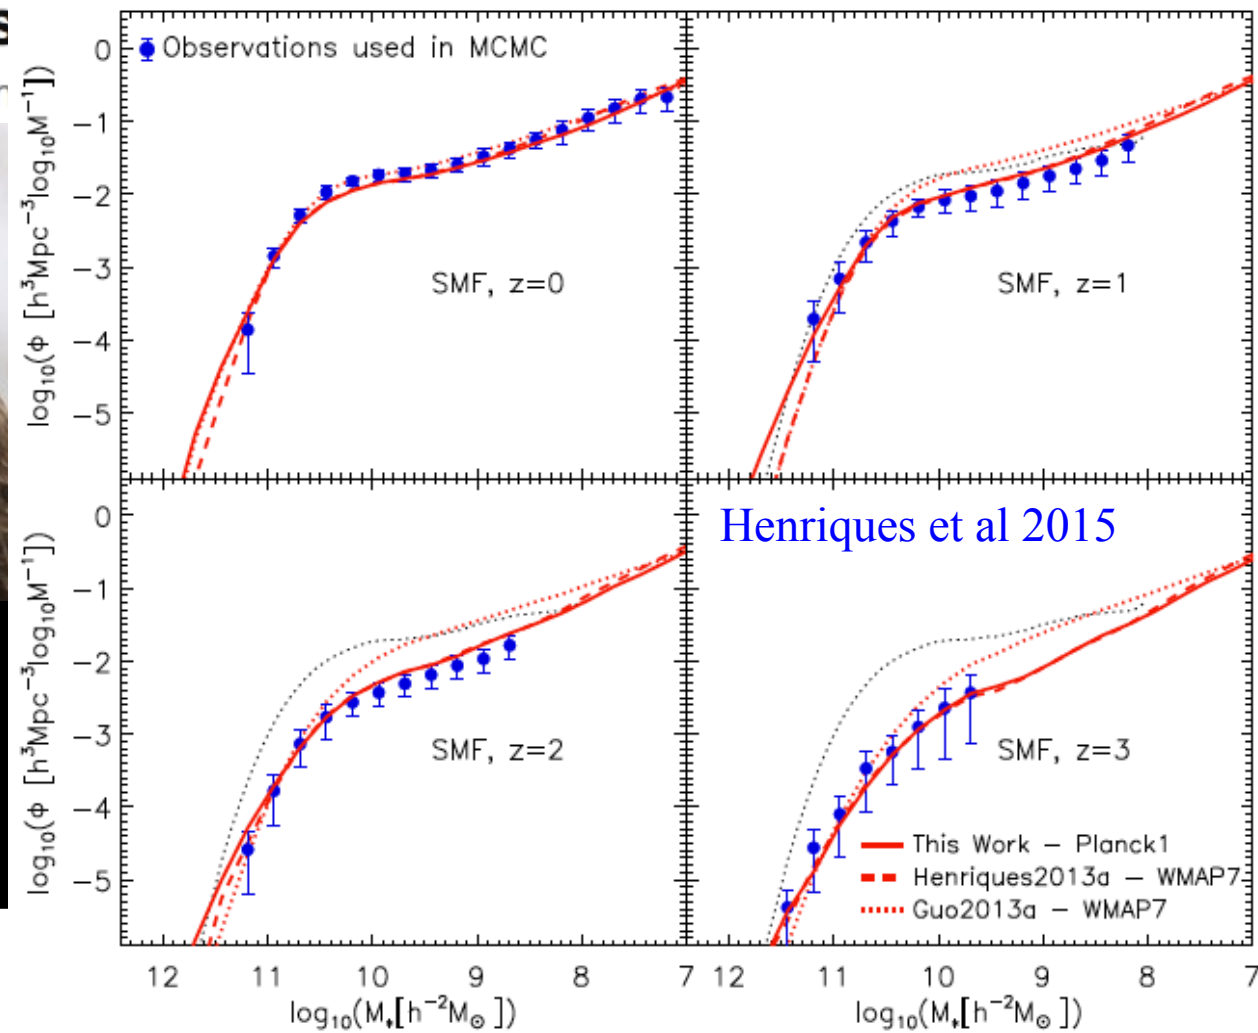 Observations used in MCMC
0
−1
−2
−3
−4
−5
log₁₀(Φ [h³Mpc⁻³log₁₀M⁻¹])
SMF, z=0
SMF, z=1
0
−1
−2
−3
−4
−5
log₁₀(Φ [h³Mpc⁻³log₁₀M⁻¹])
Henriques et al 2015
SMF, z=2
SMF, z=3
This Work − Planck1
Henriques2013a − WMAP7
Guo2013a − WMAP7
12 11 10 9 8 7
12 11 10 9 8 7
log₁₀(M⁎[h⁻²M☉])
log₁₀(M⁎[h⁻²M☉])